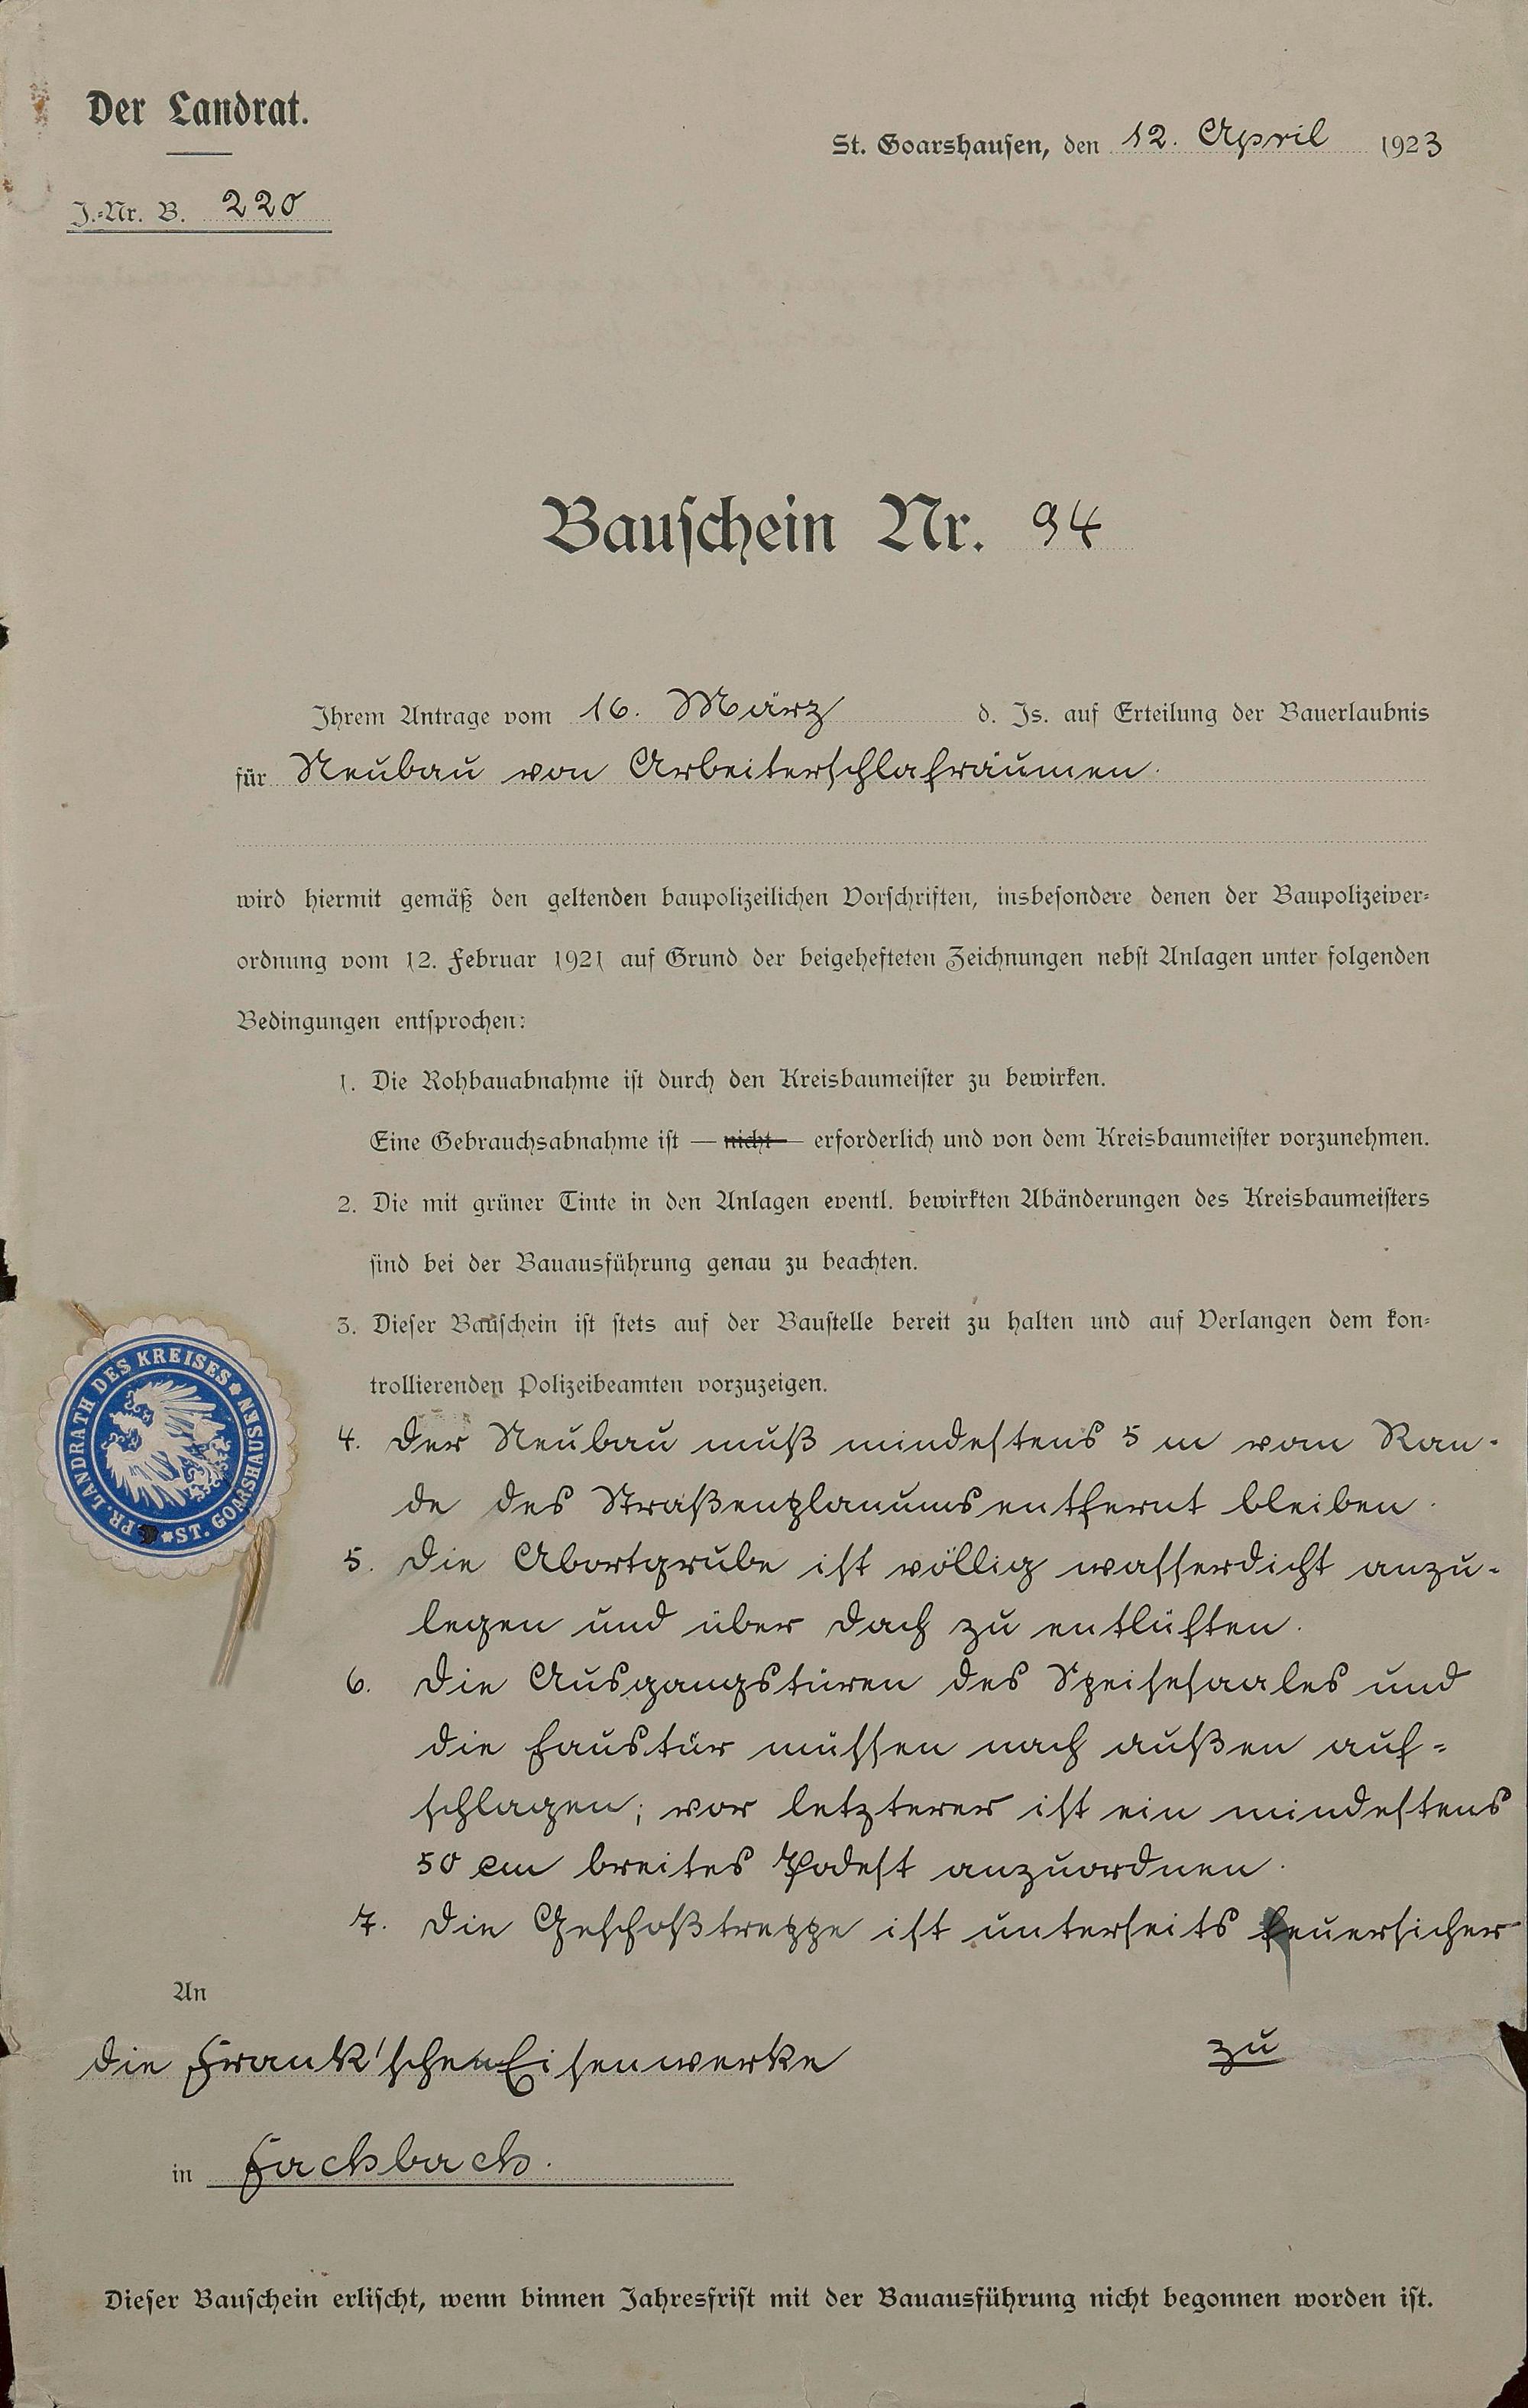 Der Landrat.
St. Goarshausen, den 12. April 1923
J.-Nr. B. 220
Bauschein Nr. 94
Ihrem Antrage vom 16. März d. Js. auf Erteilung der Bauerlaubnis
für Neubau von Arbeiterschlafräumen.
wird hiermit gemäß den geltenden baupolizeilichen Vorschriften, insbesondere denen der Baupolizeiver-
ordnung vom 12. Februar 1921 auf Grund der beigehefteten Zeichnungen nebst Anlagen unter folgenden
Bedingungen entsprochen:
1. Die Rohbauabnahme ist durch den Kreisbaumeister zu bewirken.
Eine Gebrauchsabnahme ist — nicht — erforderlich und von dem Kreisbaumeister vorzunehmen.
2. Die mit grüner Tinte in den Anlagen eventl. bewirkten Abänderungen des Kreisbaumeisters
sind bei der Bauausführung genau zu beachten.
3. Dieser Bauschein ist stets auf der Baustelle bereit zu halten und auf Verlangen dem kon-
trollierenden Polizeibeamten vorzuzeigen.
PR. LANDRATH DES KREISES * ST. GOARSHAUSEN *
4. Der Neubau muß mindestens 5 m vom Ran-
de des Straßenplanums entfernt bleiben.
5. Die Abortgrube ist völlig wasserdicht anzu-
legen und über Dach zu entlüften.
6. Die Ausgangstüren des Speisesaales und
die Haustür müssen nach außen auf-
schlagen; vor letzterer ist ein mindestens
50 cm breites Podest anzuordnen.
7. Die Geschoßtreppe ist unterseits feuersicher
An
die Frank'schen Eisenwerke
zu
in Fachbach.
Dieser Bauschein erlischt, wenn binnen Jahresfrist mit der Bauausführung nicht begonnen worden ist.